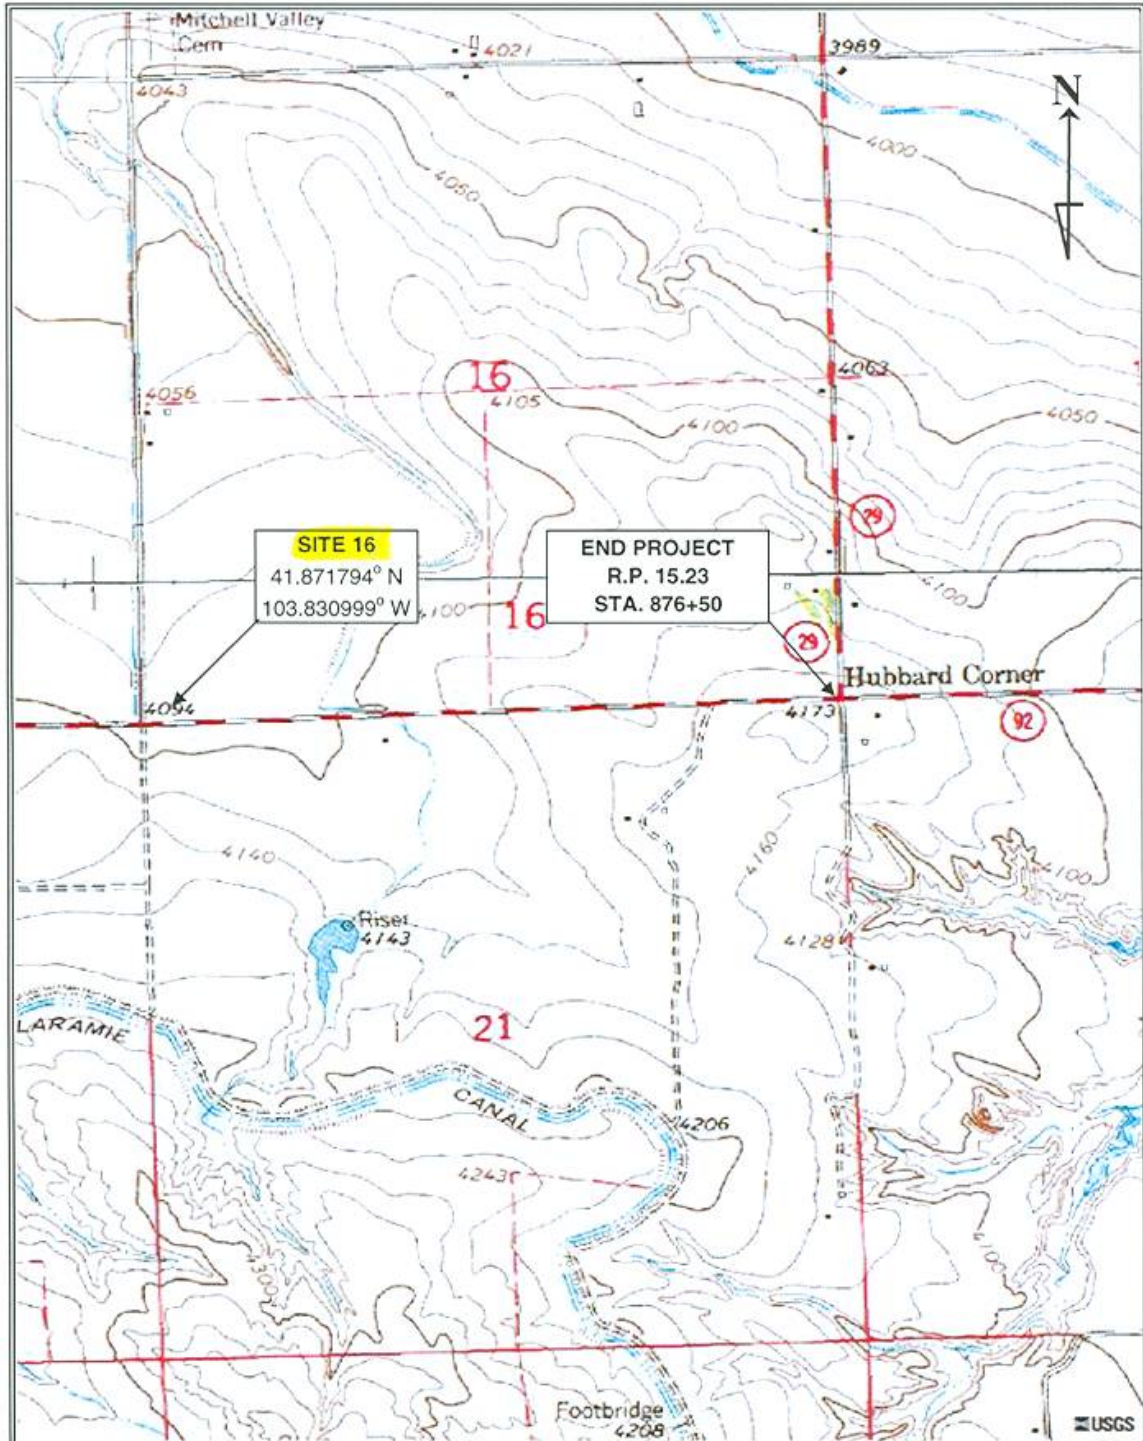 Mitchell Valley
Cem
4021
3989
4043
N
4000
4050
16
4063
4056
4105
4100
4050
29
SITE 16
41.871794° N
103.830999° W
END PROJECT
R.P. 15.23
STA. 876+50
4100
4100
16
29
Hubbard Corner
4094
4173
92
4140
4160
4100
Riser
4143
4128
LARAMIE
21
CANAL
4206
4243
4300
4100
Footbridge
4208
USGS